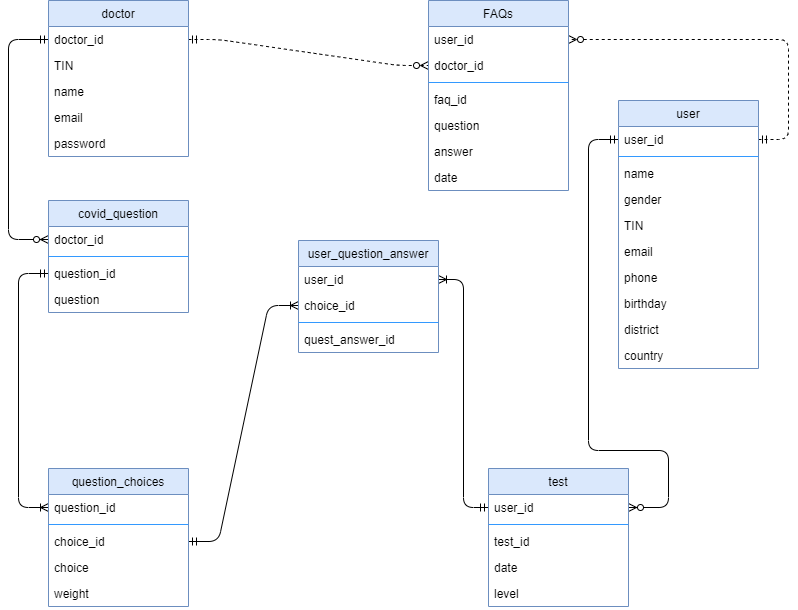 doctor
doctor_id
TIN
name
email
password
FAQs
user_id
doctor_id
faq_id
question
answer
date
user
user_id
name
gender
TIN
email
phone
birthday
district
country
covid_question
doctor_id
question_id
question
user_question_answer
user_id
choice_id
quest_answer_id
question_choices
question_id
choice_id
choice
weight
test
user_id
test_id
date
level